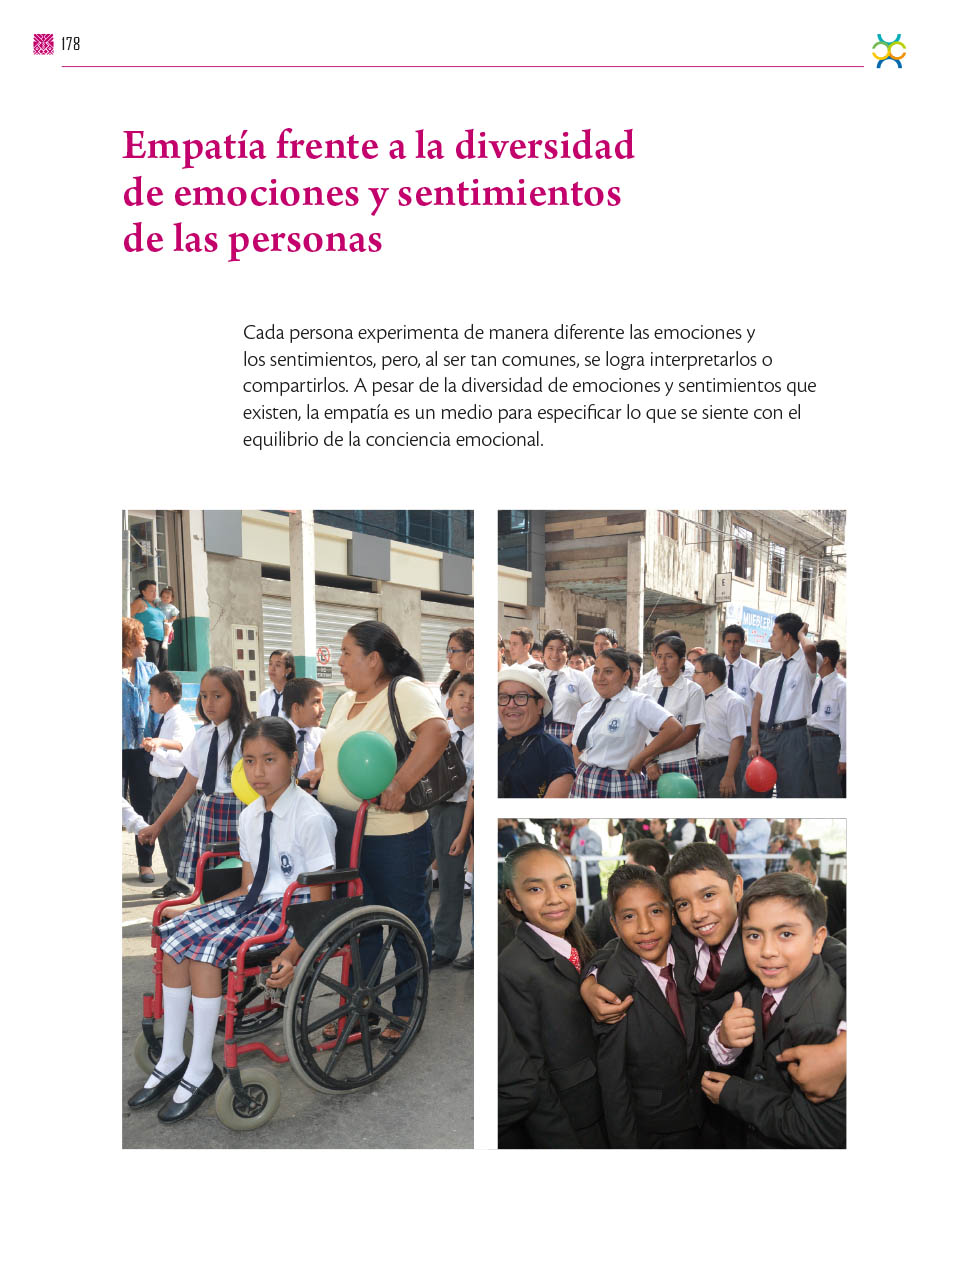 178
Empatía frente a la diversidad
de emociones y sentimientos
de las personas
Cada persona experimenta de manera diferente las emociones y
los sentimientos, pero, al ser tan comunes, se logra interpretarlos o
compartirlos. A pesar de la diversidad de emociones y sentimientos que
existen, la empatía es un medio para especificar lo que se siente con el
equilibrio de la conciencia emocional.
E
MUEBLERI